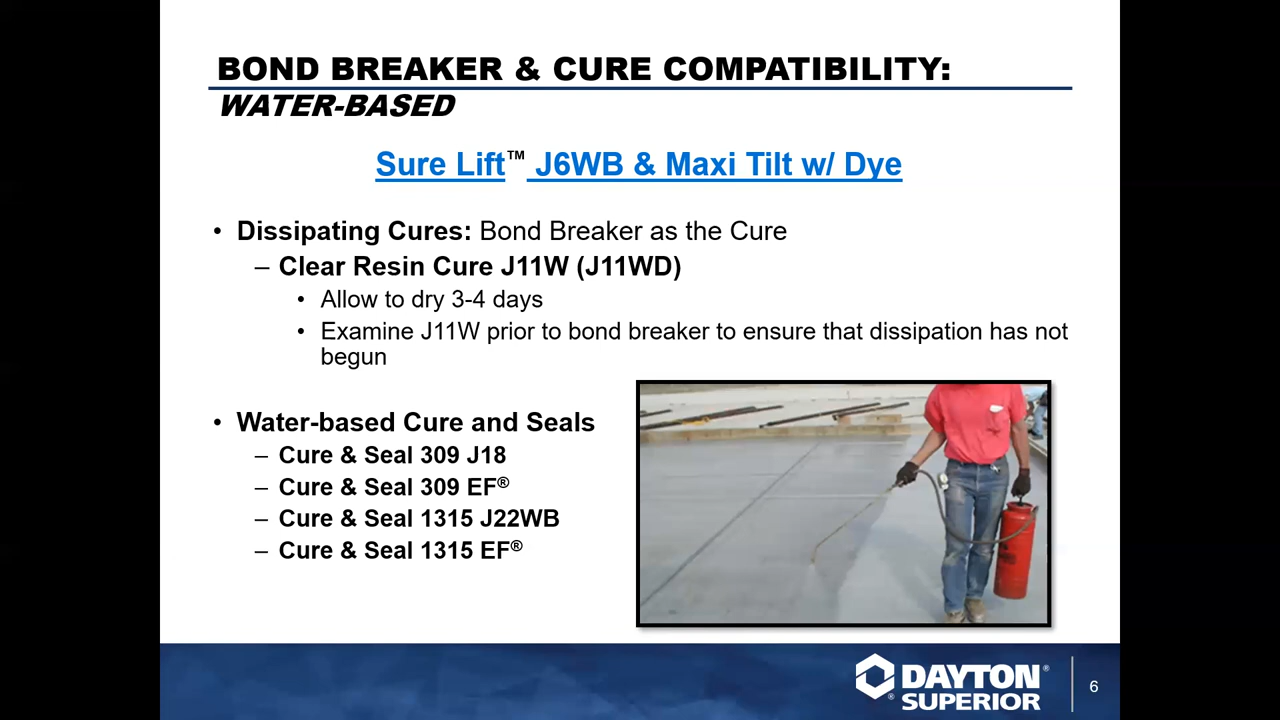 BOND BREAKER & CURE COMPATIBILITY:
WATER-BASED
Sure Lift™ J6WB & Maxi Tilt w/ Dye
• Dissipating Cures: Bond Breaker as the Cure
– Clear Resin Cure J11W (J11WD)
• Allow to dry 3-4 days
• Examine J11W prior to bond breaker to ensure that dissipation has not
begun
• Water-based Cure and Seals
– Cure & Seal 309 J18
– Cure & Seal 309 EF®
– Cure & Seal 1315 J22WB
– Cure & Seal 1315 EF®
® DAYTON®
SUPERIOR
6